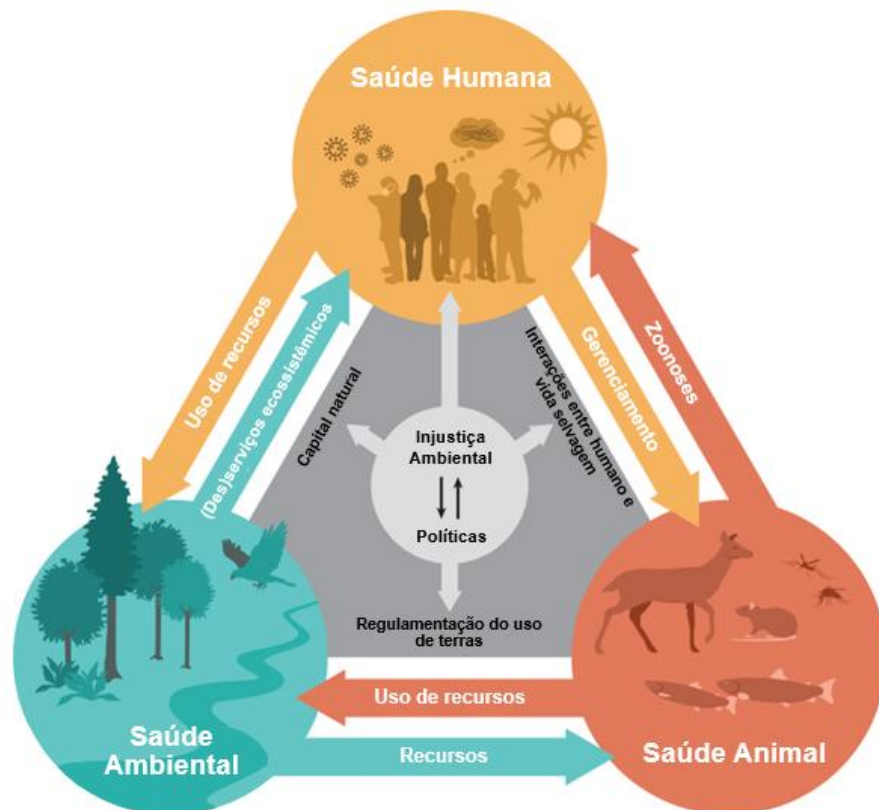 Saúde Humana
Uso de recursos
(Des)serviços ecossistêmicos
Capital natural
Interações entre humano e
vida selvagem
Gerenciamento
Zoonoses
Injustiça
Ambiental
Políticas
Regulamentação do uso
de terras
Uso de recursos
Recursos
Saúde
Ambiental
Saúde Animal